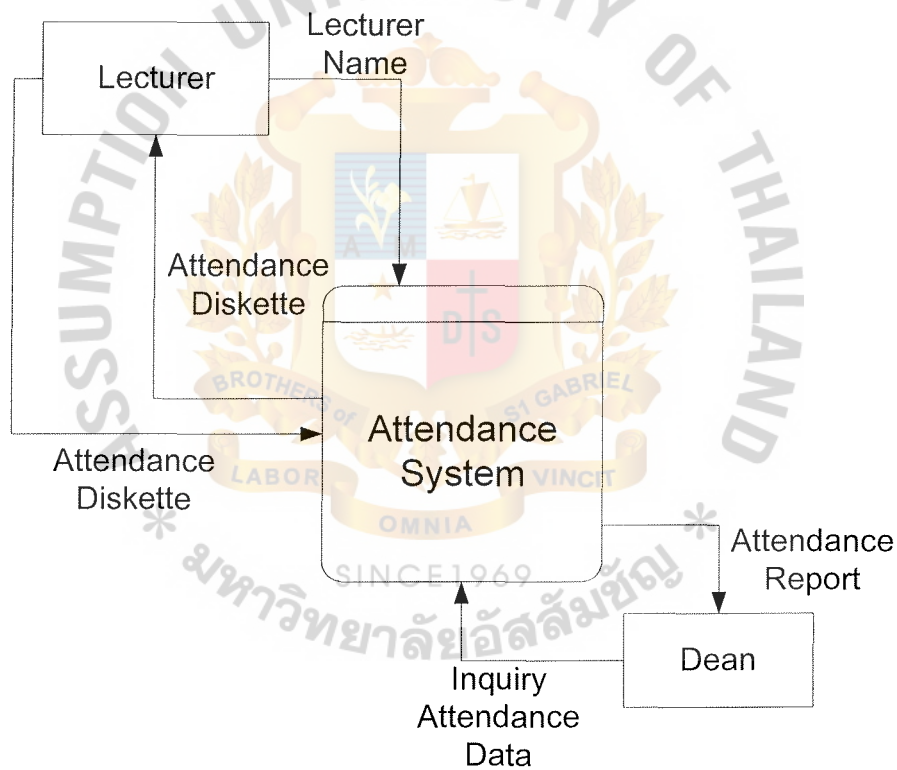 ASSUMPTION UNIVERSITY OF THAILAND
Lecturer
Name
Lecturer
A M
Attendance
Diskette
D S
BROTHERS of ST GABRIEL
Attendance
System
Attendance
Diskette
LABOR
VINCIT
OMNIA
Attendance
Report
SINCE 1969
* มหาวิทยาลัยอัสสัมชัญ *
Dean
Inquiry
Attendance
Data